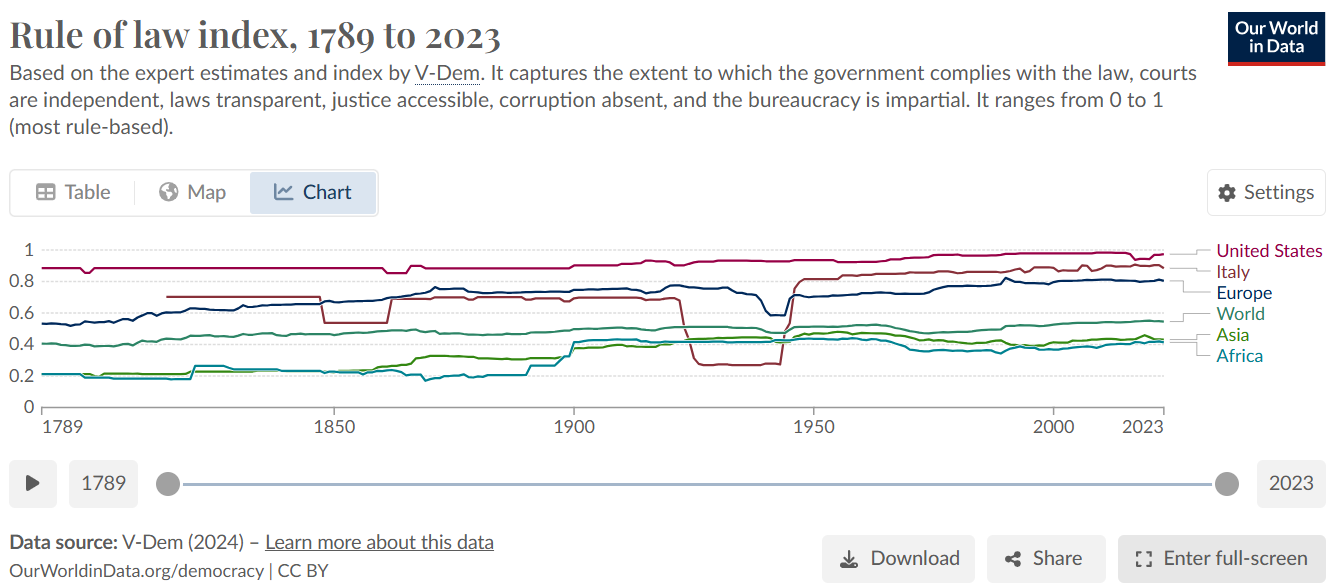 Rule of law index, 1789 to 2023
Our World
in Data
Based on the expert estimates and index by V-Dem. It captures the extent to which the government complies with the law, courts
are independent, laws transparent, justice accessible, corruption absent, and the bureaucracy is impartial. It ranges from 0 to 1
(most rule-based).
Table
Map
Chart
Settings
1
0.8
0.6
0.4
0.2
0
United States
Italy
Europe
World
Asia
Africa
1789
1850
1900
1950
2000
2023
1789
2023
Data source: V-Dem (2024) – Learn more about this data
OurWorldinData.org/democracy | CC BY
Download
Share
Enter full-screen